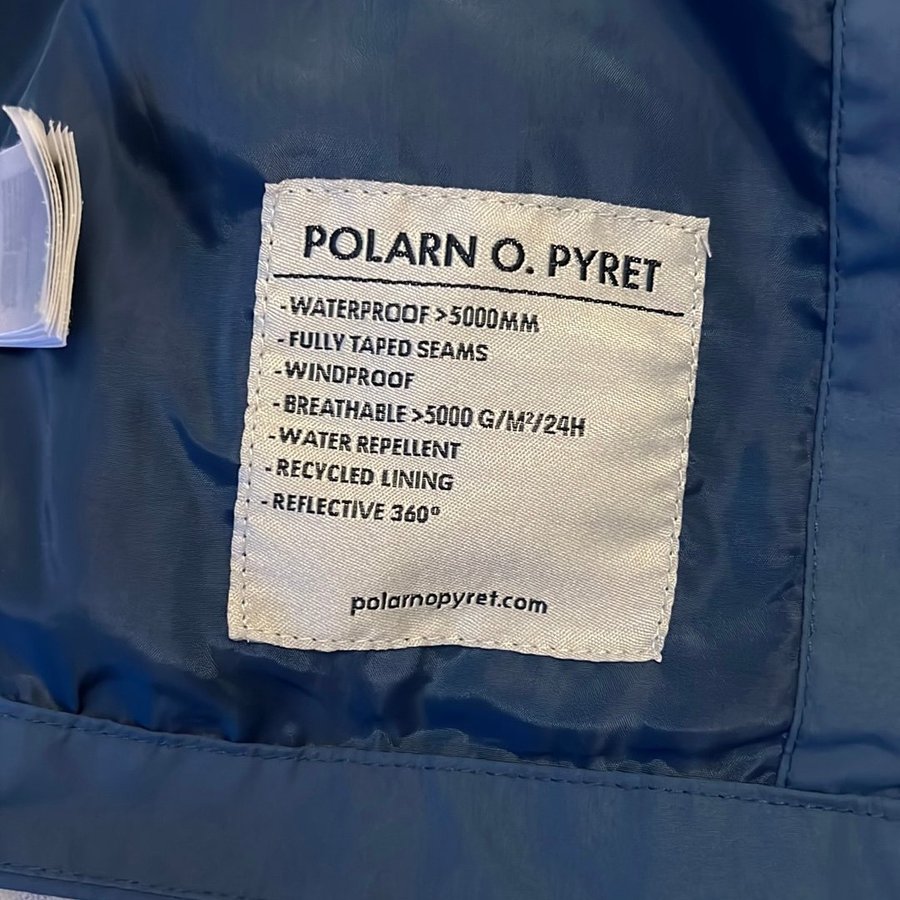 POLARN O. PYRET
-WATERPROOF >5000MM
-FULLY TAPED SEAMS
-WINDPROOF
-BREATHABLE >5000 G/M²/24H
-WATER REPELLENT
-RECYCLED LINING
-REFLECTIVE 360°
polarnopyret.com